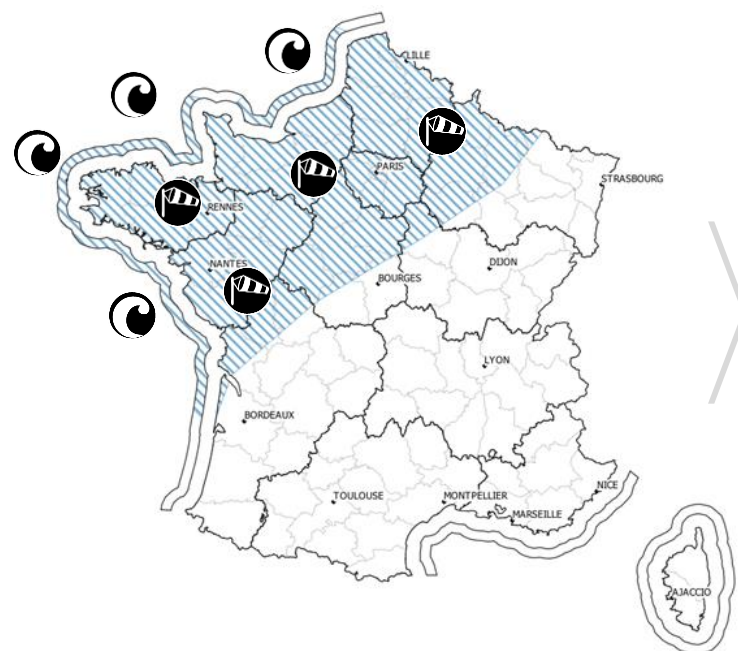 LILLE
PARIS
STRASBOURG
RENNES
NANTES
BOURGES
DIJON
LYON
BORDEAUX
TOULOUSE
MONTPELLIER
NICE
MARSEILLE
AJACCIO